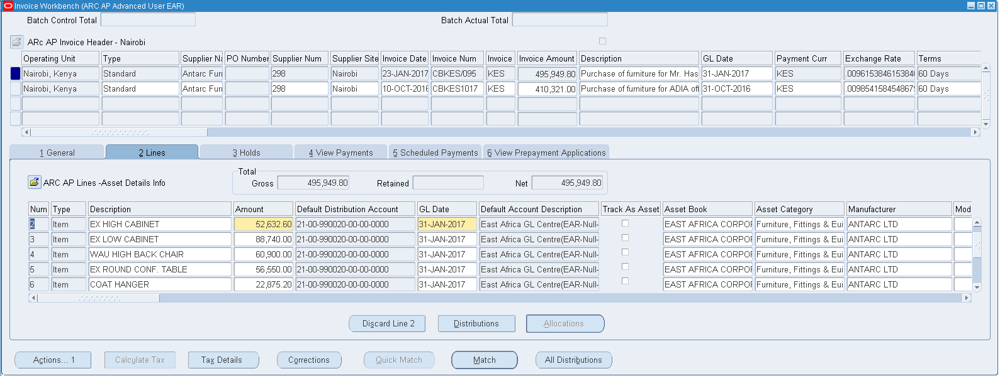 Invoice Workbench (ARC AP Advanced User EAR)
Batch Control Total Batch Actual Total
ARc AP Invoice Header - Nairobi
Operating Unit Type Supplier Na PO Number Supplier Num Supplier Site Invoice Date Invoice Num Invoice Invoice Amount Description GL Date Payment Curr Exchange Rate Terms
Nairobi, Kenya Standard Antarc Furr 298 Nairobi 23-JAN-2017 CBKES/095 KES 495,949.80 Purchase of furniture for Mr. Has 31-JAN-2017 KES .0096153846153846 60 Days
Nairobi, Kenya Standard Antarc Furr 298 Nairobi 10-OCT-2016 CBKES1017 KES 410,321.00 Purchase of furniture for ADIA off 31-OCT-2016 KES .0098541584548675 60 Days
1 General 2 Lines 3 Holds 4 View Payments 5 Scheduled Payments 6 View Prepayment Applications
ARC AP Lines -Asset Details Info
Total
Gross 495,949.80 Retained Net 495,949.80
Num Type Description Amount Default Distribution Account GL Date Default Account Description Track As Asset Asset Book Asset Category Manufacturer Mod
2 Item EX HIGH CABINET 52,632.60 21-00-990020-00-00-0000 31-JAN-2017 East Africa GL Centre(EAR-Null- EAST AFRICA CORPOF Furniture, Fittings & Eui ANTARC LTD
3 Item EX LOW CABINET 88,740.00 21-00-990020-00-00-0000 31-JAN-2017 East Africa GL Centre(EAR-Null- EAST AFRICA CORPOF Furniture, Fittings & Eui ANTARC LTD
4 Item WAU HIGH BACK CHAIR 60,900.00 21-00-990020-00-00-0000 31-JAN-2017 East Africa GL Centre(EAR-Null- EAST AFRICA CORPOF Furniture, Fittings & Eui ANTARC LTD
5 Item EX ROUND CONF. TABLE 56,550.00 21-00-990020-00-00-0000 31-JAN-2017 East Africa GL Centre(EAR-Null- EAST AFRICA CORPOF Furniture, Fittings & Eui ANTARC LTD
6 Item COAT HANGER 22,875.20 21-00-990020-00-00-0000 31-JAN-2017 East Africa GL Centre(EAR-Null- EAST AFRICA CORPOF Furniture, Fittings & Eui ANTARC LTD
Discard Line 2 Distributions Allocations
Actions... 1 Calculate Tax Tax Details Corrections Quick Match Match All Distributions